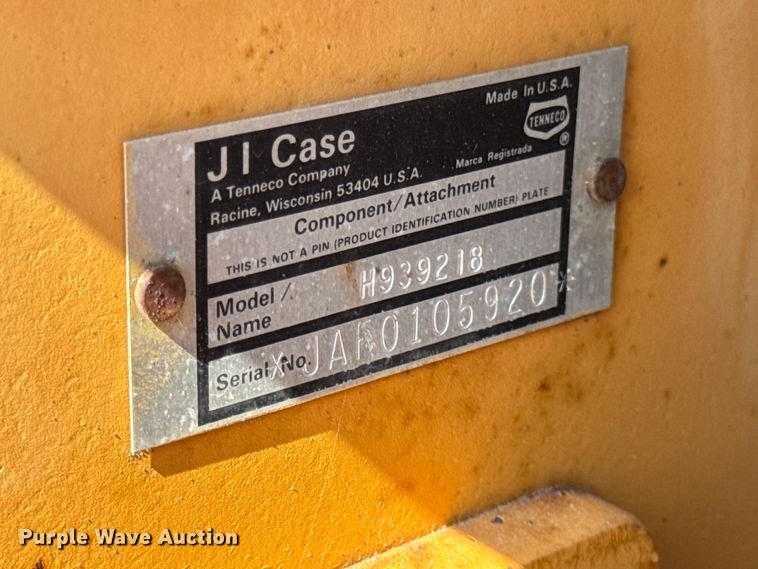 J I Case
A Tenneco Company
Racine, Wisconsin 53404 U.S.A.
Made In U.S.A.
TENNECO
®
Marca Registrada
Component/Attachment
THIS IS NOT A PIN (PRODUCT IDENTIFICATION NUMBER) PLATE
Model/
Name
H939218
Serial No.
*JAK0105920*
Purple Wave Auction